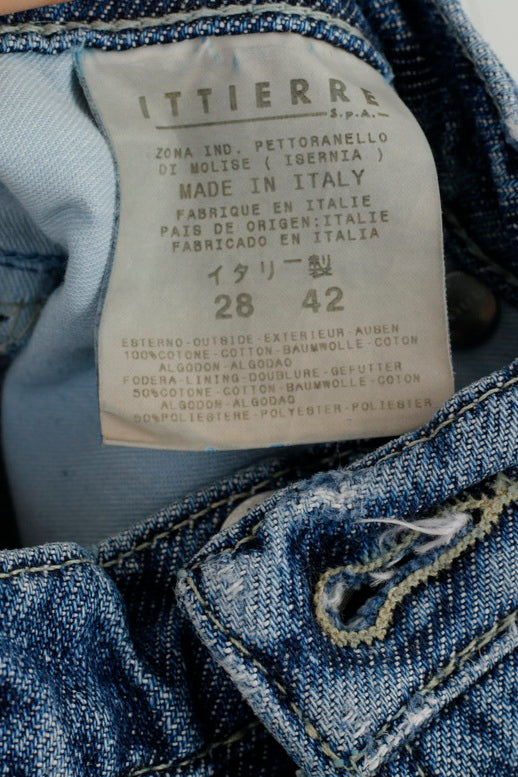 ITTIERRE
S.p.A.
ZONA IND. PETTORANELLO
DI MOLISE ( ISERNIA )
MADE IN ITALY
FABRIQUE EN ITALIE
PAIS DE ORIGEN:ITALIE
FABRICADO EN ITALIA
イタリー製
28 42
ESTERNO-OUTSIDE-EXTERIEUR-AUBEN
100%COTONE-COTTON-BAUMWOLLE-COTON
ALGODON-ALGODAO
FODERA-LINING-DOUBLURE-GEFUTTER
50%COTONE-COTTON-BAUMWOLLE-COTON
ALGODON-ALGODAO
50%POLIESTERE-POLYESTER-POLIESTER